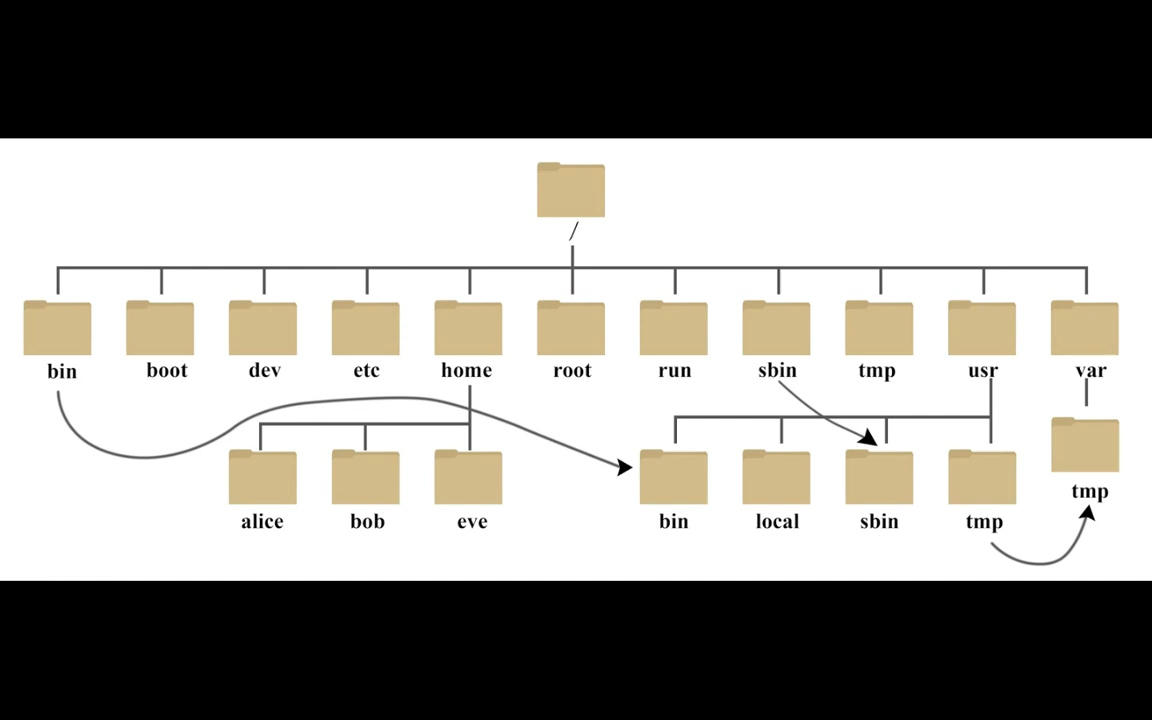 /
bin boot dev etc home root run sbin tmp usr var
tmp
alice bob eve bin local sbin tmp